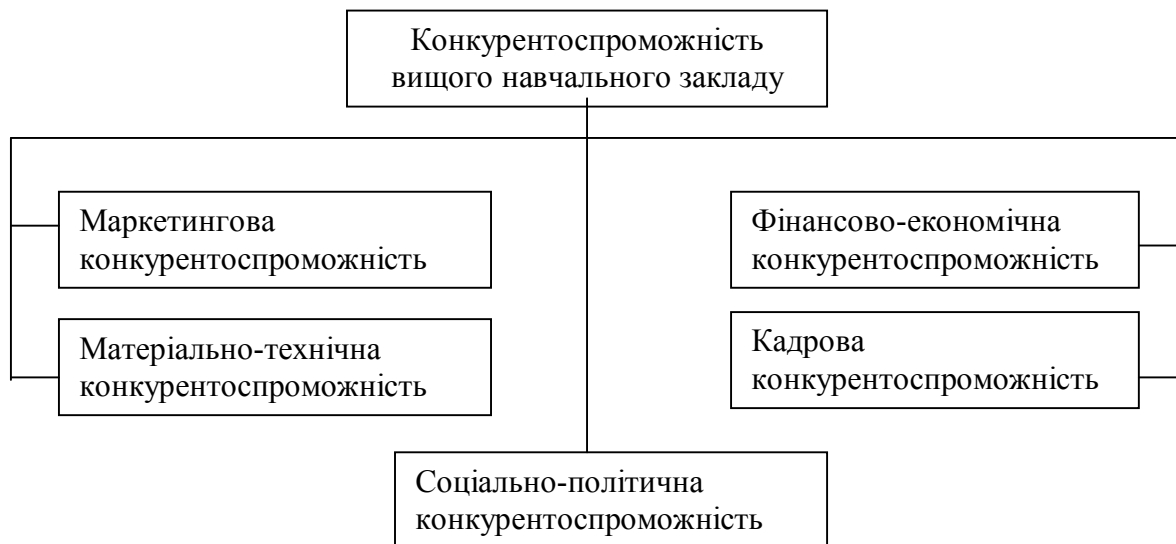 Конкурентоспроможність
вищого навчального закладу
Маркетингова
конкурентоспроможність
Фінансово-економічна
конкурентоспроможність
Матеріально-технічна
конкурентоспроможність
Кадрова
конкурентоспроможність
Соціально-політична
конкурентоспроможність